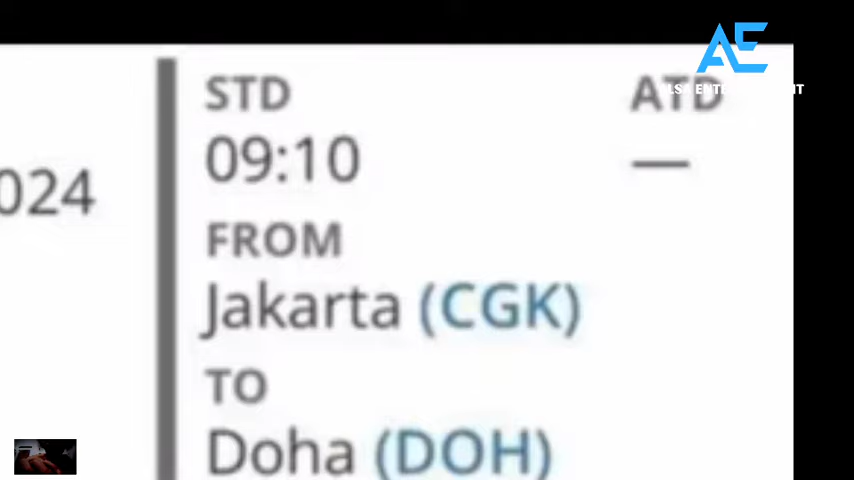 AE
STD
ATD
09:10
—
024
FROM
Jakarta (CGK)
TO
Doha (DOH)